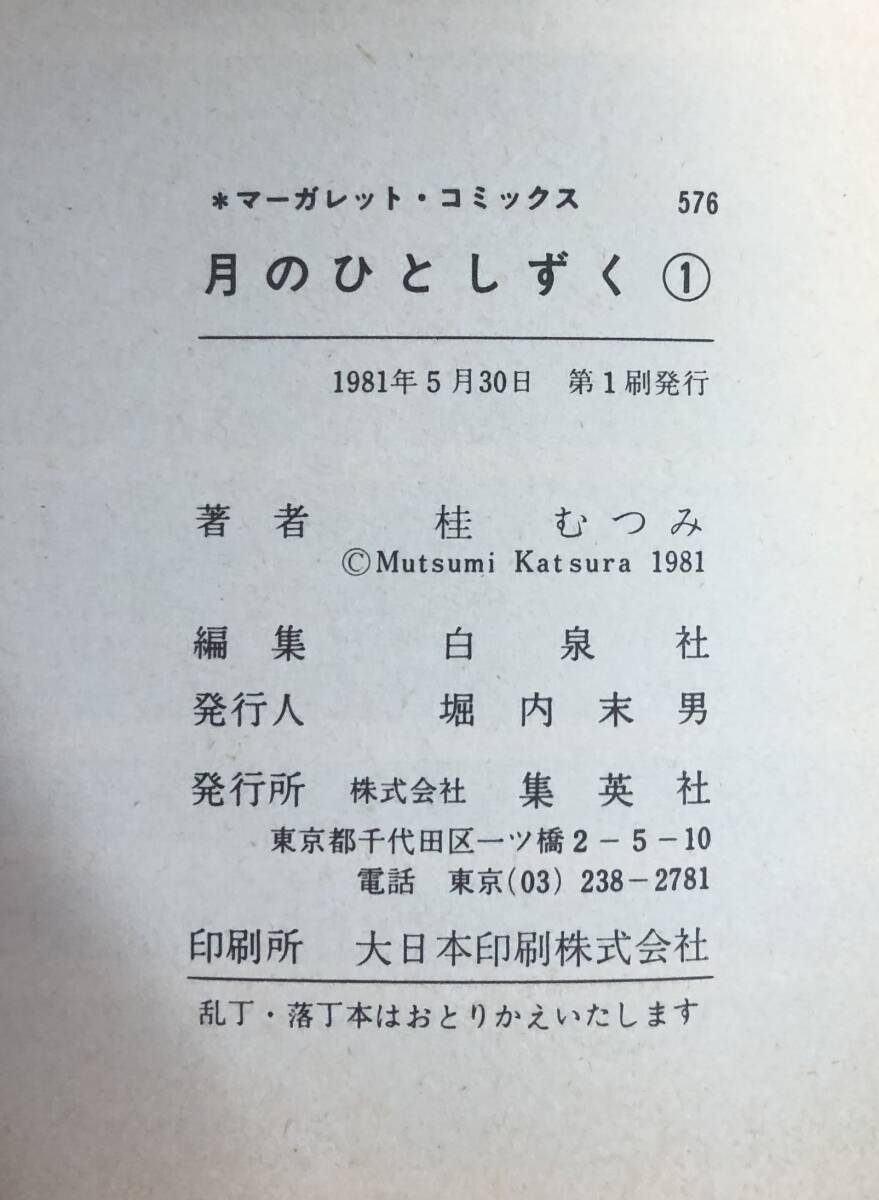 *マーガレット・コミックス 576
月のひとしずく①
1981年5月30日 第1刷発行
著者 桂 むつみ
©Mutsumi Katsura 1981
編集 白泉社
発行人 堀内末男
発行所 株式会社 集英社
東京都千代田区一ツ橋2-5-10
電話 東京(03) 238-2781
印刷所 大日本印刷株式会社
乱丁・落丁本はおとりかえいたします